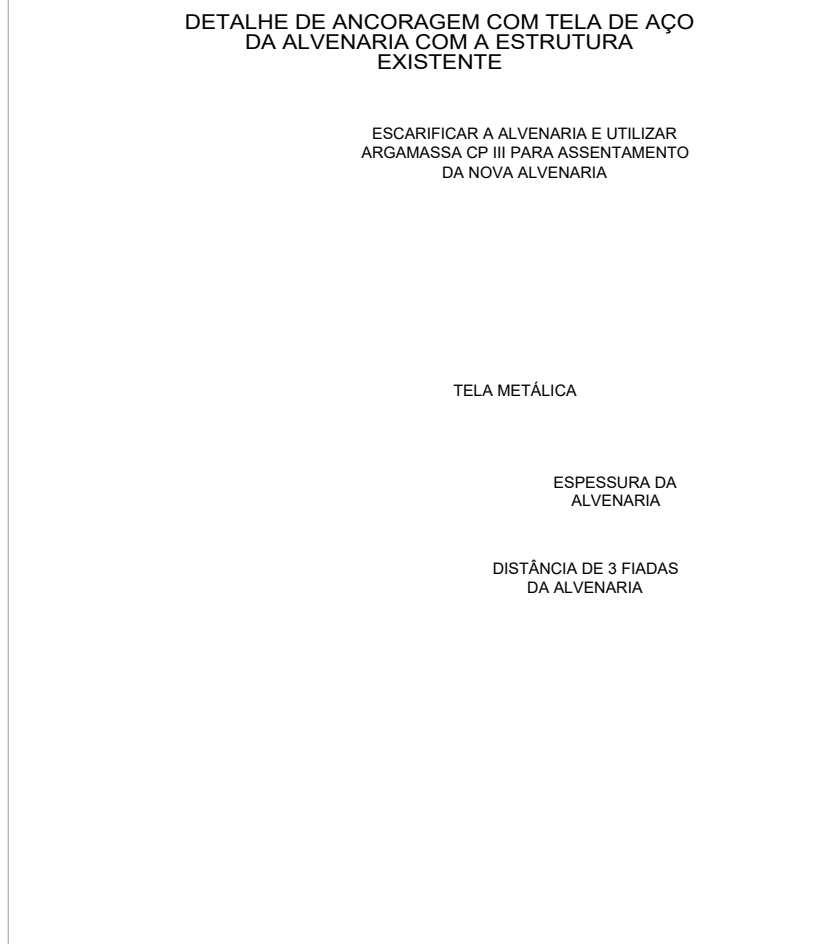 DETALHE DE ANCORAGEM COM TELA DE AÇO
DA ALVENARIA COM A ESTRUTURA
EXISTENTE
ESCARIFICAR A ALVENARIA E UTILIZAR
ARGAMASSA CP III PARA ASSENTAMENTO
DA NOVA ALVENARIA
TELA METÁLICA
ESPESSURA DA
ALVENARIA
DISTÂNCIA DE 3 FIADAS
DA ALVENARIA